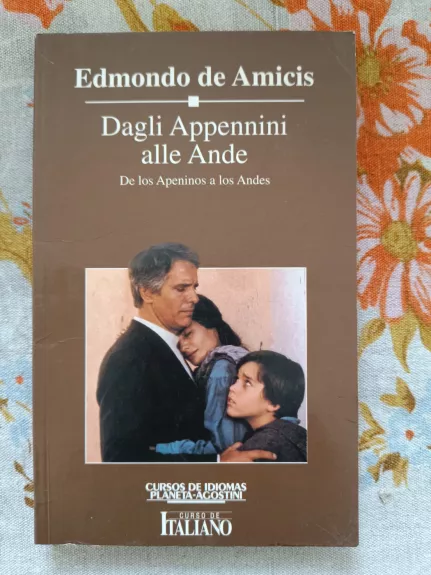 Edmondo de Amicis
Dagli Appennini
alle Ande
De los Apeninos a los Andes
CURSOS DE IDIOMAS
PLANETA-AGOSTINI
CURSO DE
ITALIANO